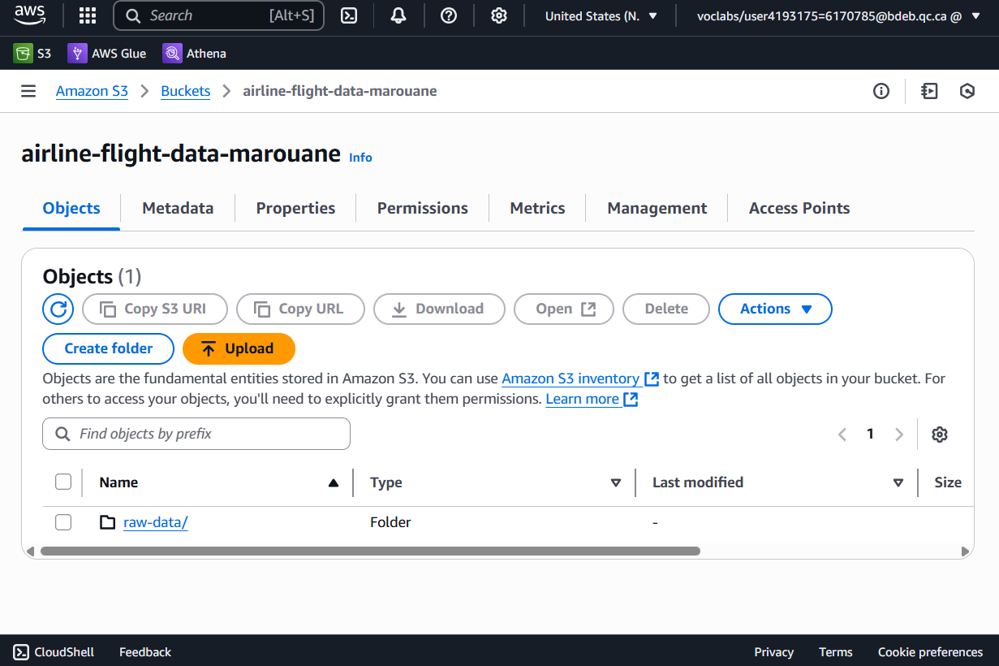 aws
Search [Alt+S] United States (N. voclabs/user4193175=6170785@bdeb.qc.ca @
S3 AWS Glue Athena
Amazon S3 Buckets airline-flight-data-marouane
airline-flight-data-marouane Info
Objects Metadata Properties Permissions Metrics Management Access Points
Objects (1)
Copy S3 URI Copy URL Download Open Delete Actions
Create folder Upload
Objects are the fundamental entities stored in Amazon S3. You can use Amazon S3 inventory to get a list of all objects in your bucket. For
others to access your objects, you'll need to explicitly grant them permissions. Learn more
Find objects by prefix 1
Name Type Last modified Size
raw-data/ Folder -
CloudShell Feedback Privacy Terms Cookie preferences